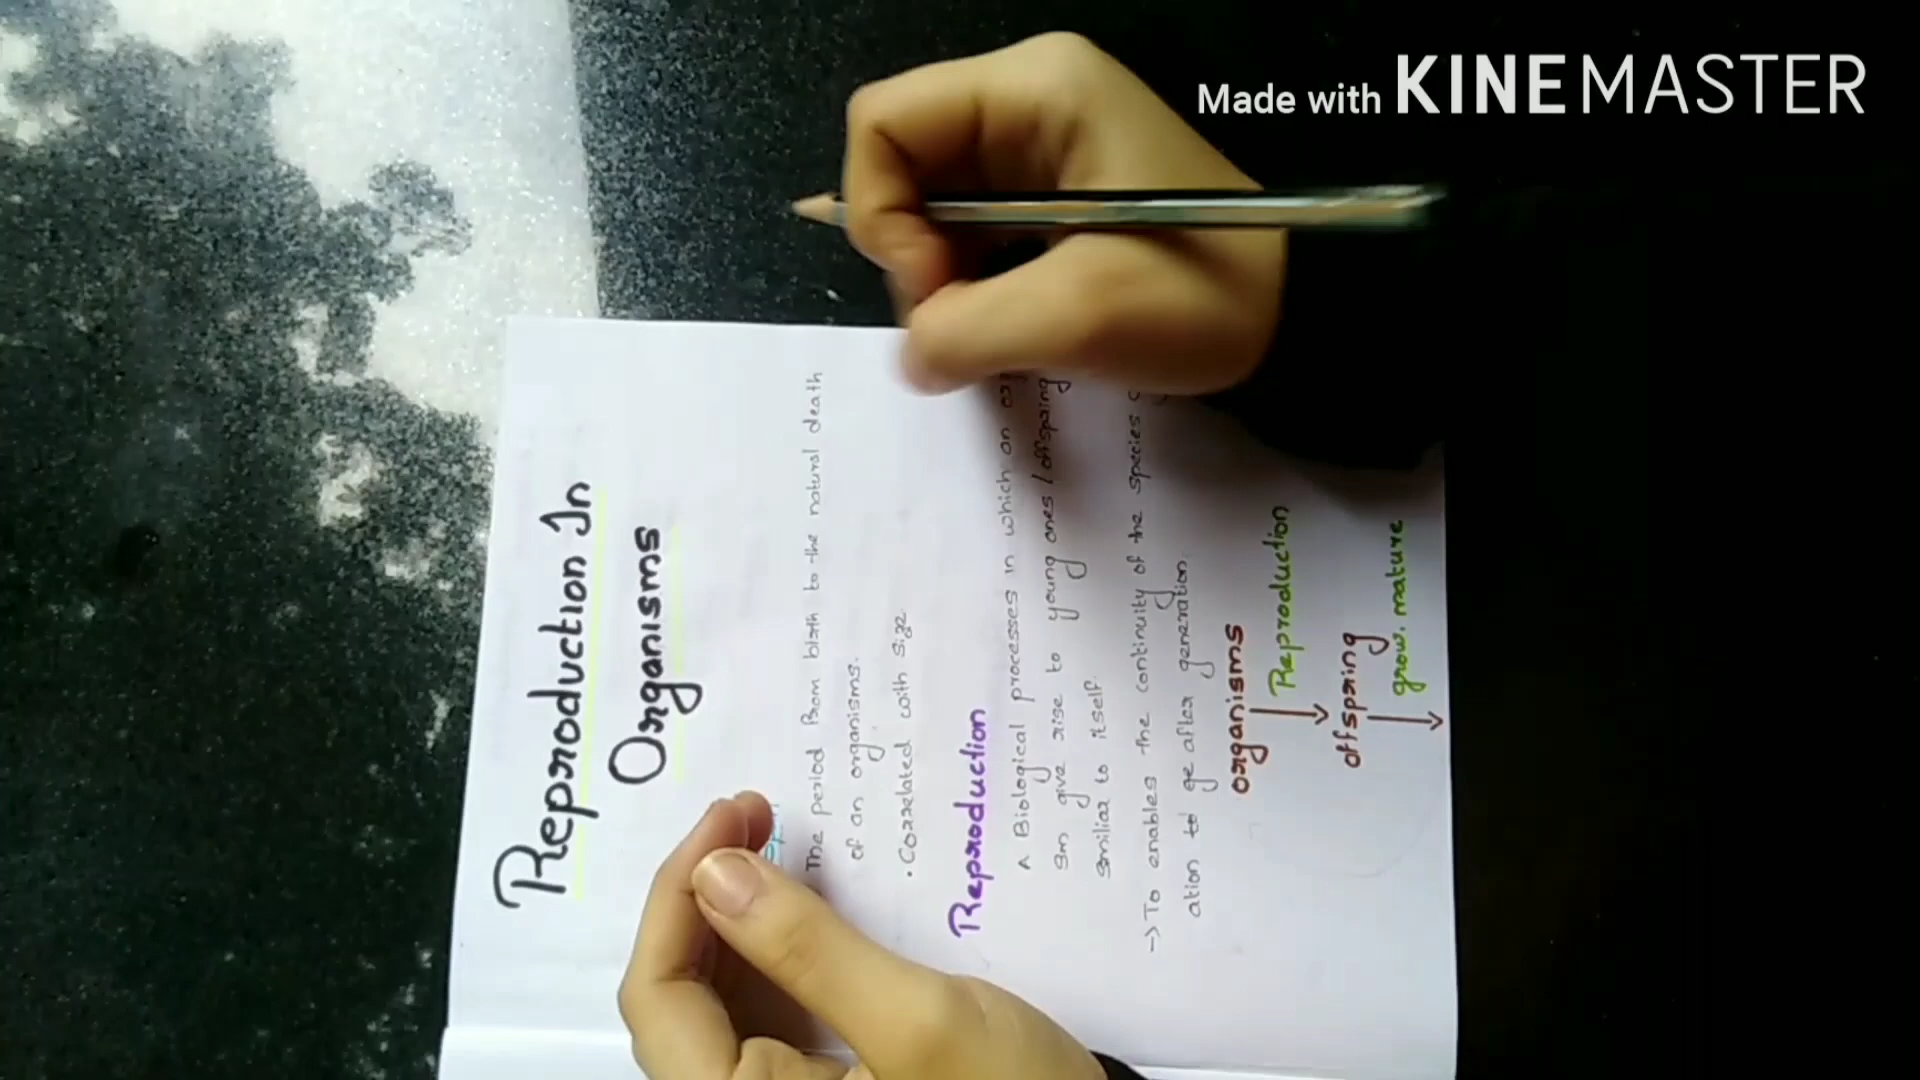 Made with KINEMASTER
Reproduction In
Organisms
The period from birth to the natural death
of an organisms.
• Correlated with size
Reproduction
A Biological processes in which an
sm give rise to young ones / offspring
smiliar to itself.
→ To enables the continuity of the species
ation to ge after generation.
organisms
Reproduction
offspring
grow. mature